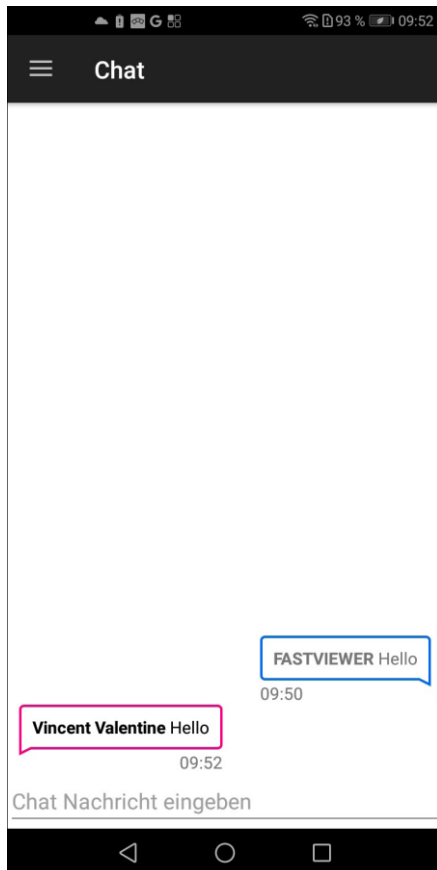 G 93 % 09:52
Chat
FASTVIEWER Hello
09:50
Vincent Valentine Hello
09:52
Chat Nachricht eingeben